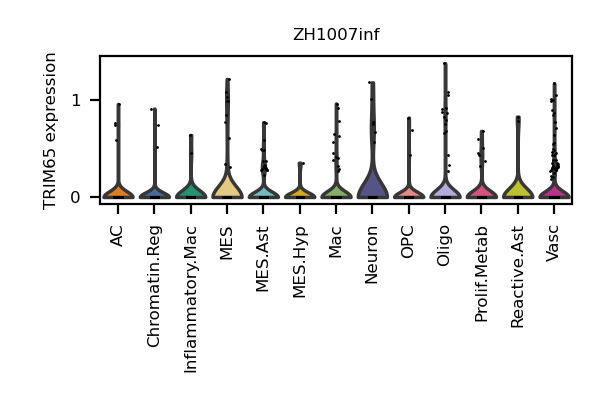 ZH1007inf
TRIM65 expression
1
0
AC
Chromatin.Reg
Inflammatory.Mac
MES
MES.Ast
MES.Hyp
Mac
Neuron
OPC
Oligo
Prolif.Metab
Reactive.Ast
Vasc